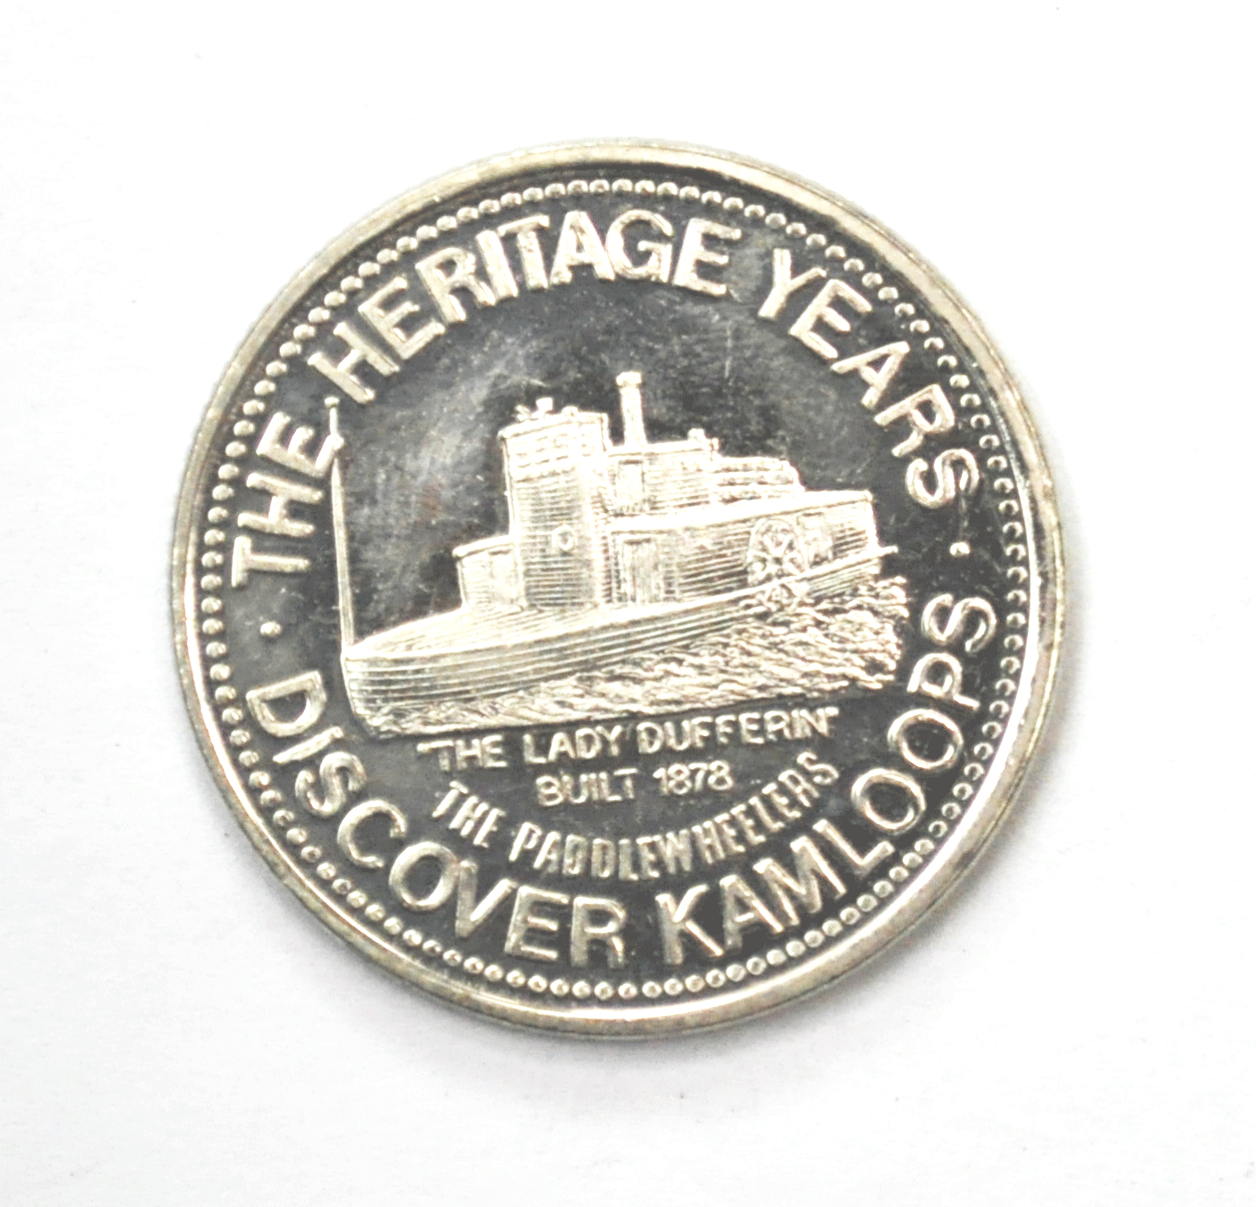 · THE HERITAGE YEARS ·
"THE LADY DUFFERIN"
BUILT 1878
THE PADDLEWHEELERS
DISCOVER KAMLOOPS